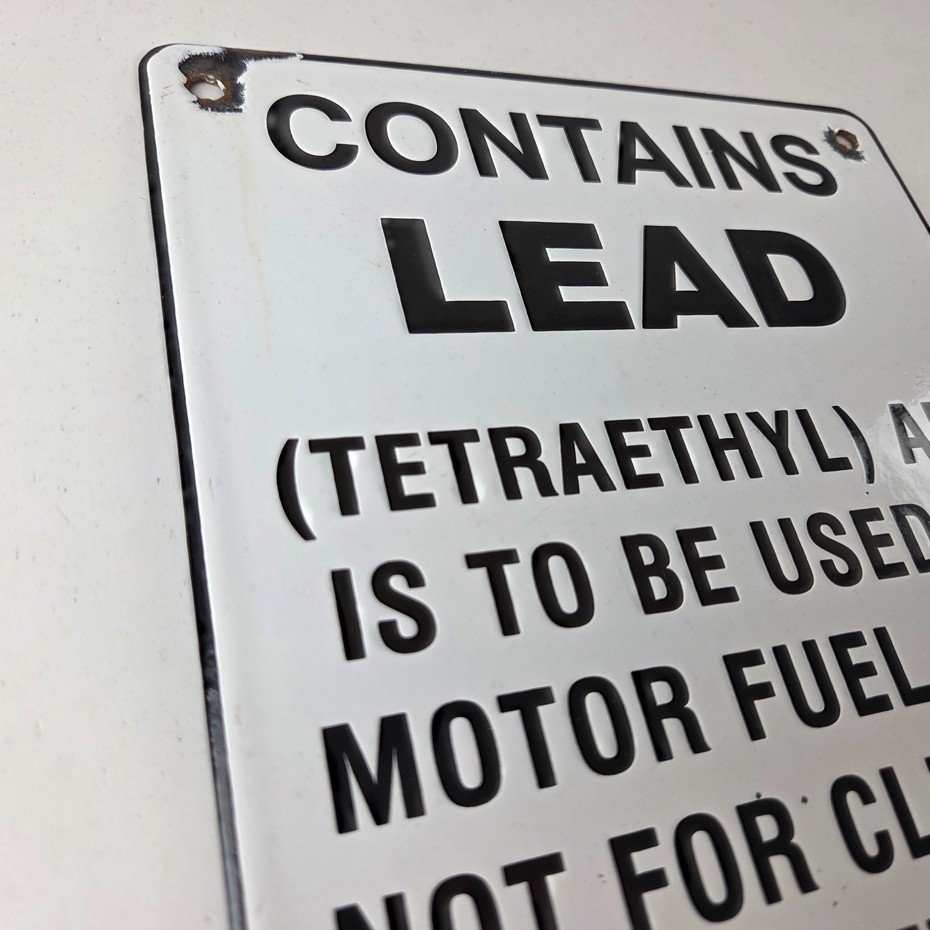 CONTAINS
LEAD
(TETRAETHYL)
IS TO BE USED
MOTOR FUEL
NOT FOR